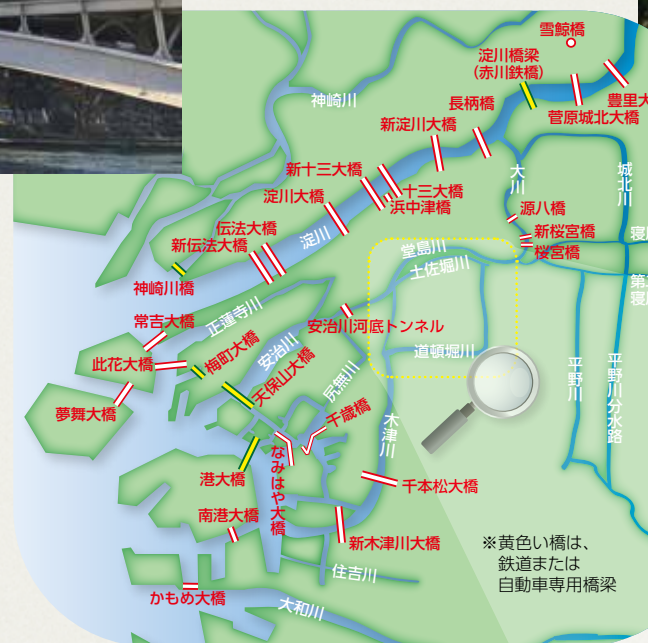 雪鯨橋
淀川橋梁
(赤川鉄橋)
神崎川
長柄橋
豊里大
菅原城北大橋
新淀川大橋
大川
城北川
新十三大橋
十三大橋
浜中津橋
淀川大橋
源八橋
淀川
伝法大橋
新伝法大橋
新桜宮橋
桜宮橋
寝
堂島川
土佐堀川
神崎川橋
第
寝
正蓮寺川
常吉大橋
安治川河底トンネル
梅町大橋
安治川
道頓堀川
此花大橋
天保山大橋
尻無川
平野川
平野川分水路
夢舞大橋
千歳橋
木津川
なみはや大橋
港大橋
千本松大橋
南港大橋
新木津川大橋
※黄色い橋は、
鉄道または
自動車専用橋梁
住吉川
かもめ大橋
大和川